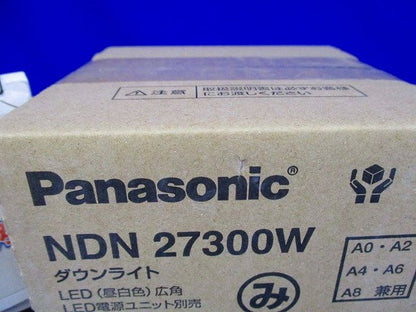 ⚠注意
取扱説明書は必ずお客様
にお渡しください
Panasonic®
NDN 27300W
ダウンライト
LED（昼白色）広角
LED電源ユニット別売
み
A0・A2
A4・A6
A8 兼用